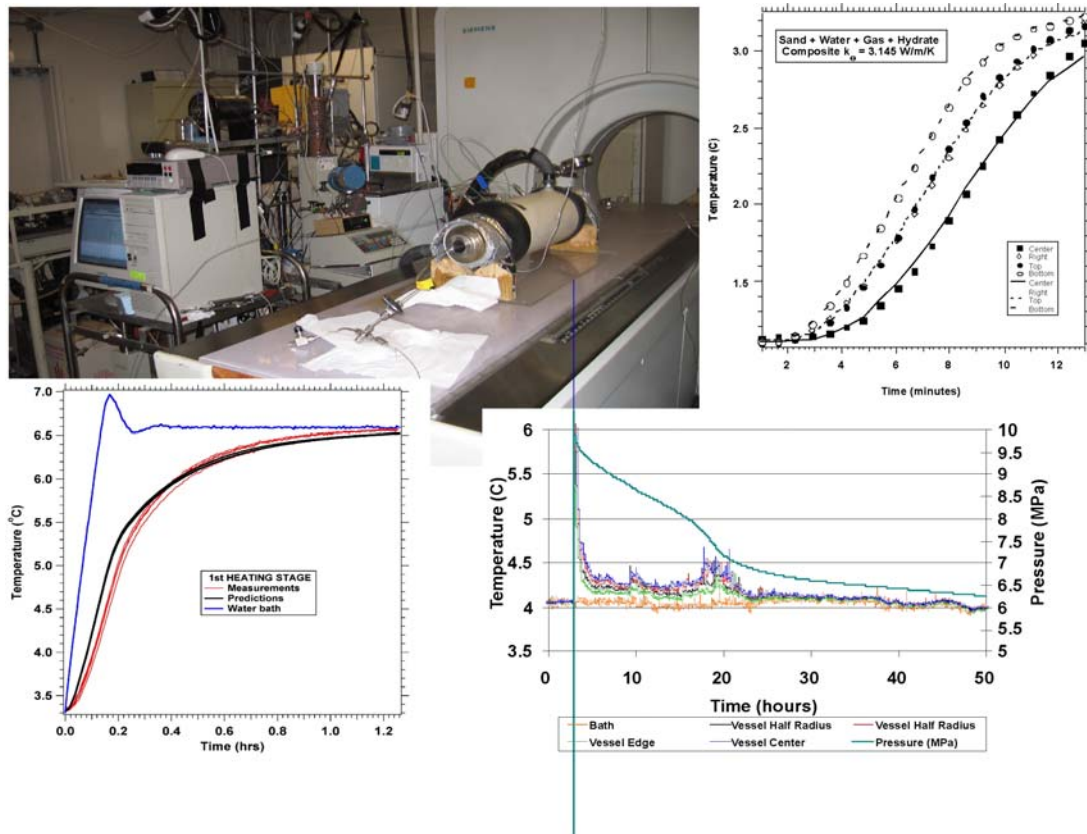 SIEMENS
Sand + Water + Gas + Hydrate
Composite k_Θ = 3.145 W/m/K
3.0
2.5
2.0
1.5
Temperature (C)
Center
Right
Top
Bottom
Center
Right
Top
Bottom
2 4 6 8 10 12
Time (minutes)
7.0
6.5
6.0
5.5
5.0
4.5
4.0
3.5
Temperature (°C)
1st HEATING STAGE
Measurements
Predictions
Water bath
0.0 0.2 0.4 0.6 0.8 1.0 1.2
Time (hrs)
6 10
9.5
5.5 9
8.5
5 8
7.5
4.5 7
6.5
4 6
5.5
3.5 5
Temperature (C)
Pressure (MPa)
0 10 20 30 40 50
Time (hours)
Bath Vessel Half Radius Vessel Half Radius
Vessel Edge Vessel Center Pressure (MPa)